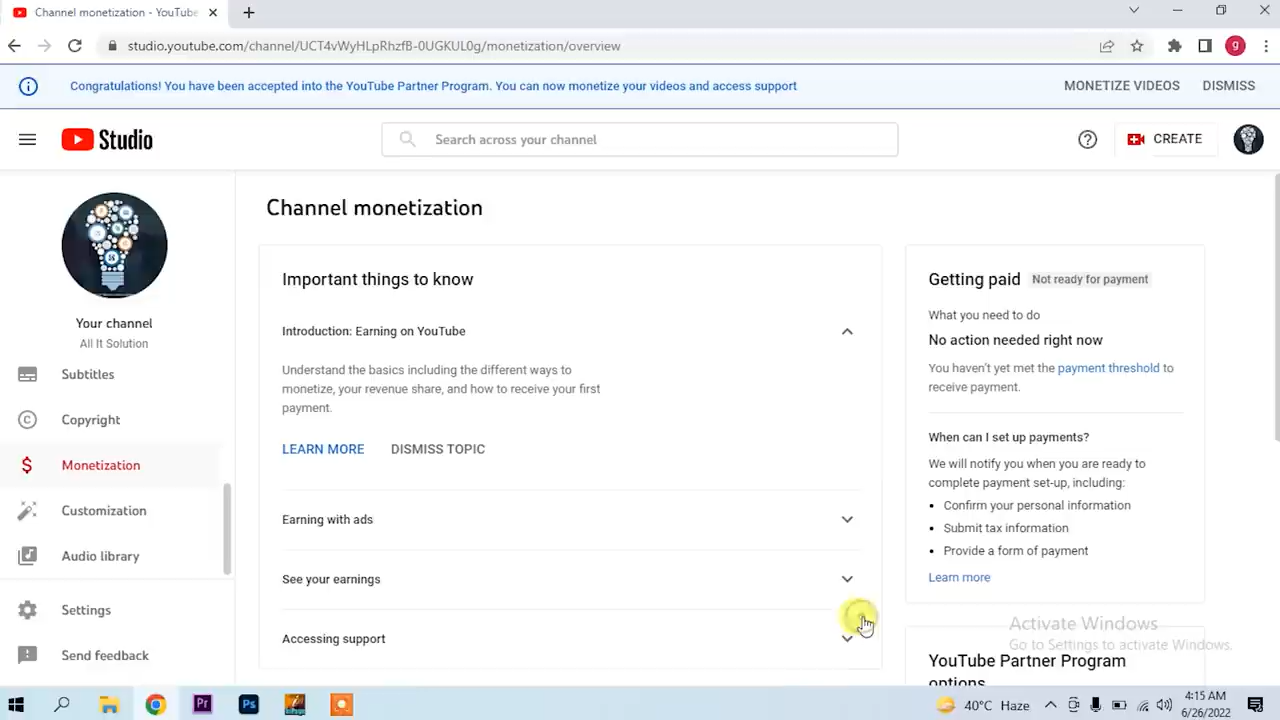 Channel monetization - YouTube
studio.youtube.com/channel/UCT4vWyHLpRhzfB-0UGKUL0g/monetization/overview
g
Congratulations! You have been accepted into the YouTube Partner Program. You can now monetize your videos and access support
MONETIZE VIDEOS
DISMISS
Studio
Search across your channel
CREATE
Your channel
All It Solution
Subtitles
Copyright
Monetization
Customization
Audio library
Settings
Send feedback
Channel monetization
Important things to know
Introduction: Earning on YouTube
Understand the basics including the different ways to
monetize, your revenue share, and how to receive your first
payment.
LEARN MORE
DISMISS TOPIC
Earning with ads
See your earnings
Accessing support
Getting paid
Not ready for payment
What you need to do
No action needed right now
You haven't yet met the payment threshold to
receive payment.
When can I set up payments?
We will notify you when you are ready to
complete payment set-up, including:
Confirm your personal information
Submit tax information
Provide a form of payment
Learn more
Activate Windows
Go to Settings to activate Windows.
YouTube Partner Program
options
Pr
Ps
40°C Haze
4:15 AM
6/26/2022